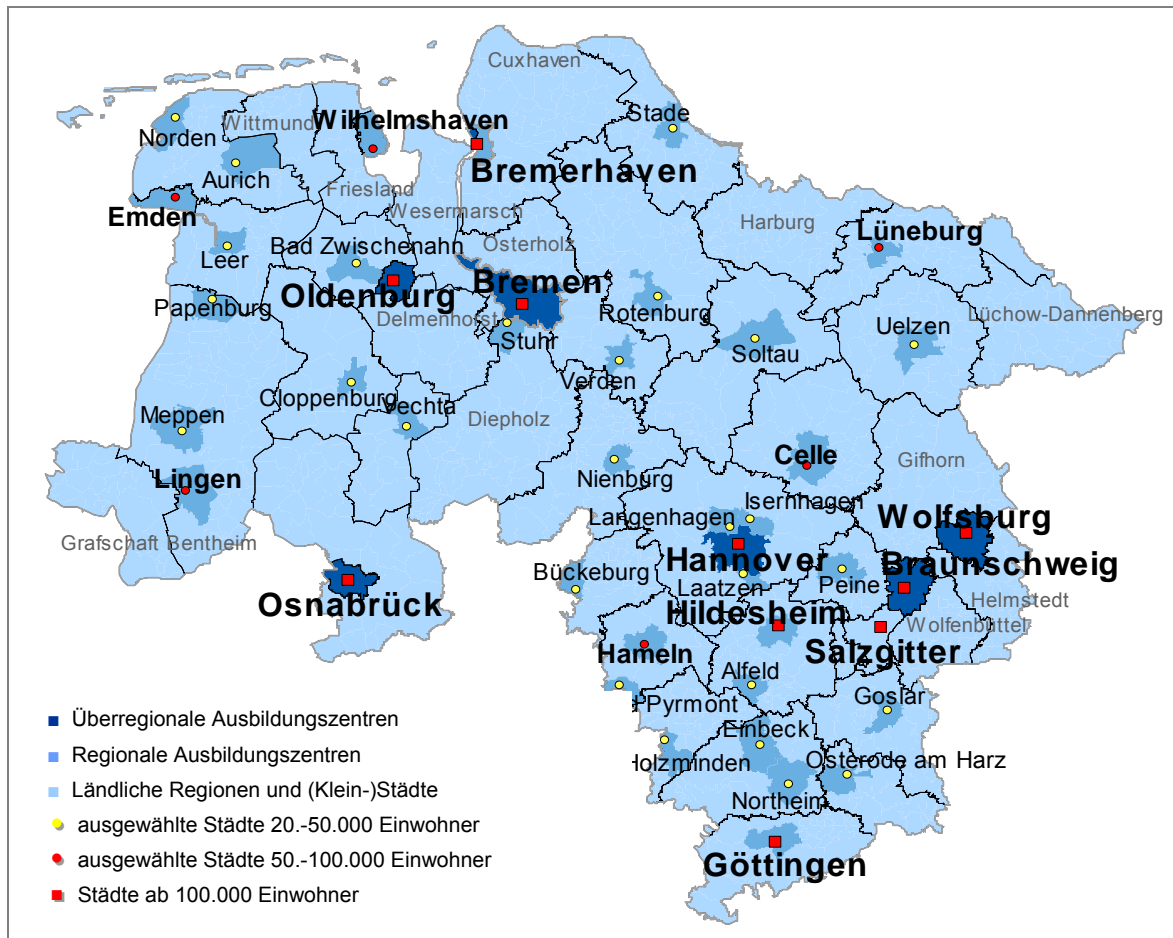 Cuxhaven
Stade
Wilhelmshaven
Wittmund
Norden
Bremerhaven
Aurich
Friesland
Emden
Wesermarsch
Harburg
Lüneburg
Osterholz
Bad Zwischenahn
Leer
Bremen
Oldenburg
Papenburg
Rotenburg
Delmenhorst
Lüchow-Dannenberg
Uelzen
Stuhr
Soltau
Verden
Cloppenburg
Vechta
Meppen
Diepholz
Celle
Gifhorn
Lingen
Nienburg
Isernhagen
Langenhagen
Wolfsburg
Grafschaft Bentheim
Hannover
Braunschweig
Bückeburg
Laatzen
Peine
Osnabrück
Helmstedt
Hildesheim
Wolfenbüttel
Hameln
Salzgitter
Alfeld
Pyrmont
Goslar
Einbeck
Holzminden
Osterode am Harz
Northeim
Göttingen
Überregionale Ausbildungszentren
Regionale Ausbildungszentren
Ländliche Regionen und (Klein-)Städte
ausgewählte Städte 20.-50.000 Einwohner
ausgewählte Städte 50.-100.000 Einwohner
Städte ab 100.000 Einwohner